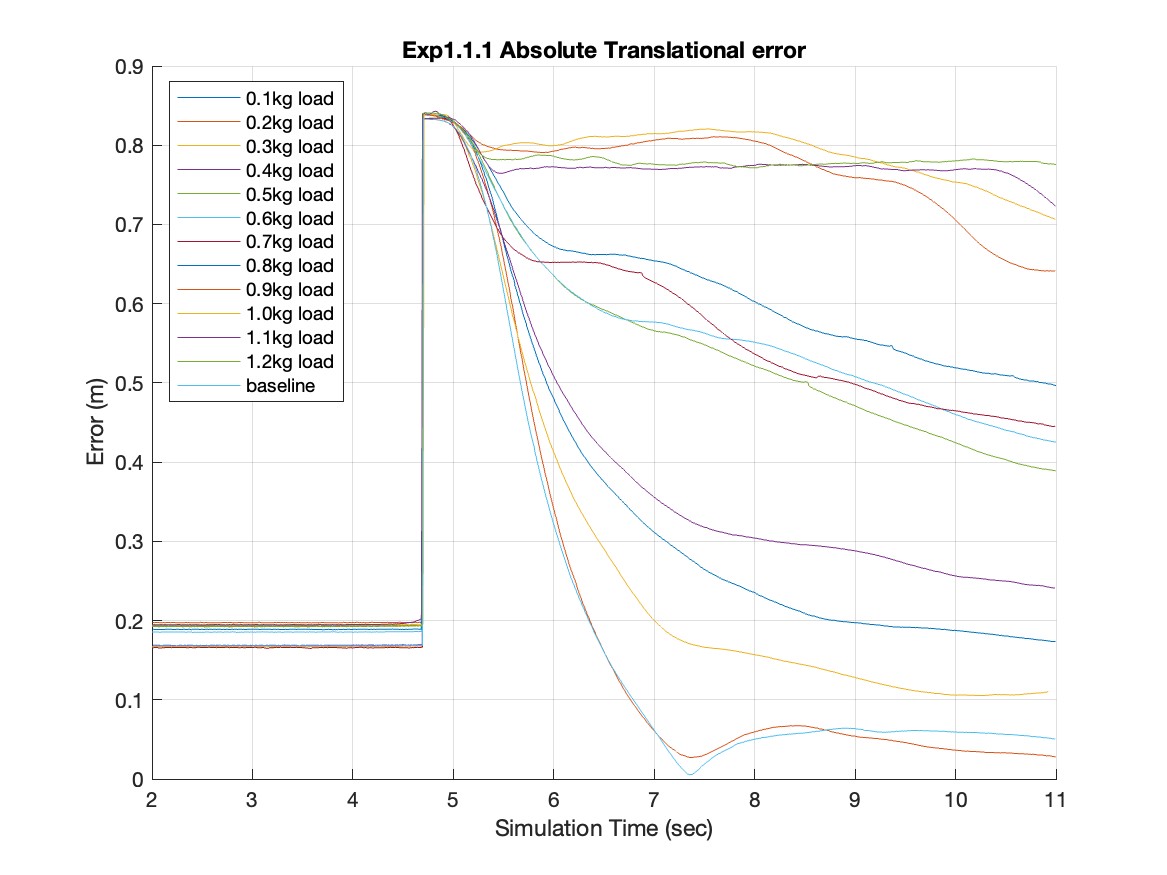 Exp1.1.1 Absolute Translational error
0.9
0.8
0.7
0.6
0.5
0.4
0.3
0.2
0.1
0
Error (m)
0.1kg load
0.2kg load
0.3kg load
0.4kg load
0.5kg load
0.6kg load
0.7kg load
0.8kg load
0.9kg load
1.0kg load
1.1kg load
1.2kg load
baseline
2 3 4 5 6 7 8 9 10 11
Simulation Time (sec)